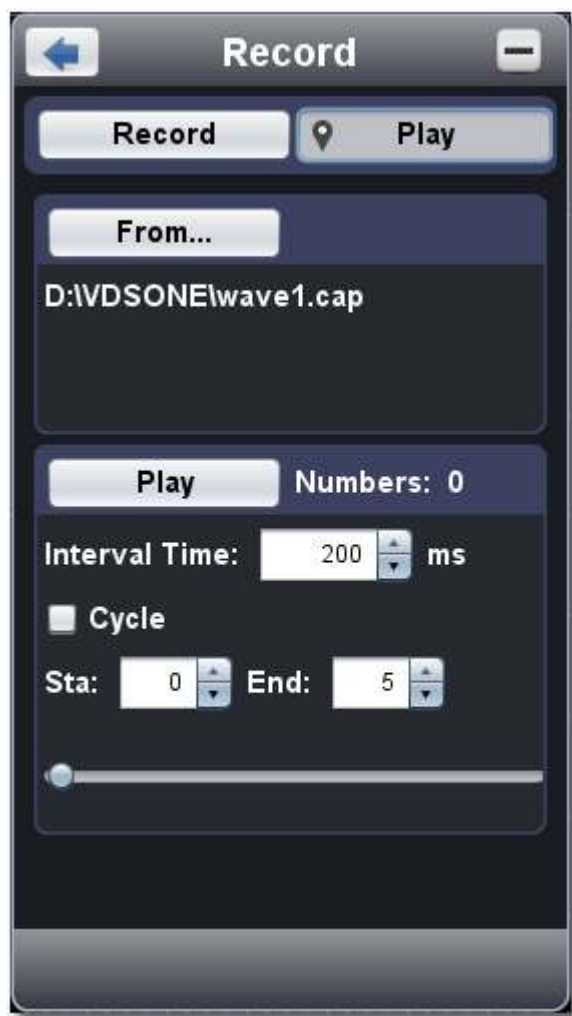 Record
Record Play
From...
D:\VDSONE\wave1.cap
Play Numbers: 0
Interval Time: 200 ms
Cycle
Sta: 0 End: 5